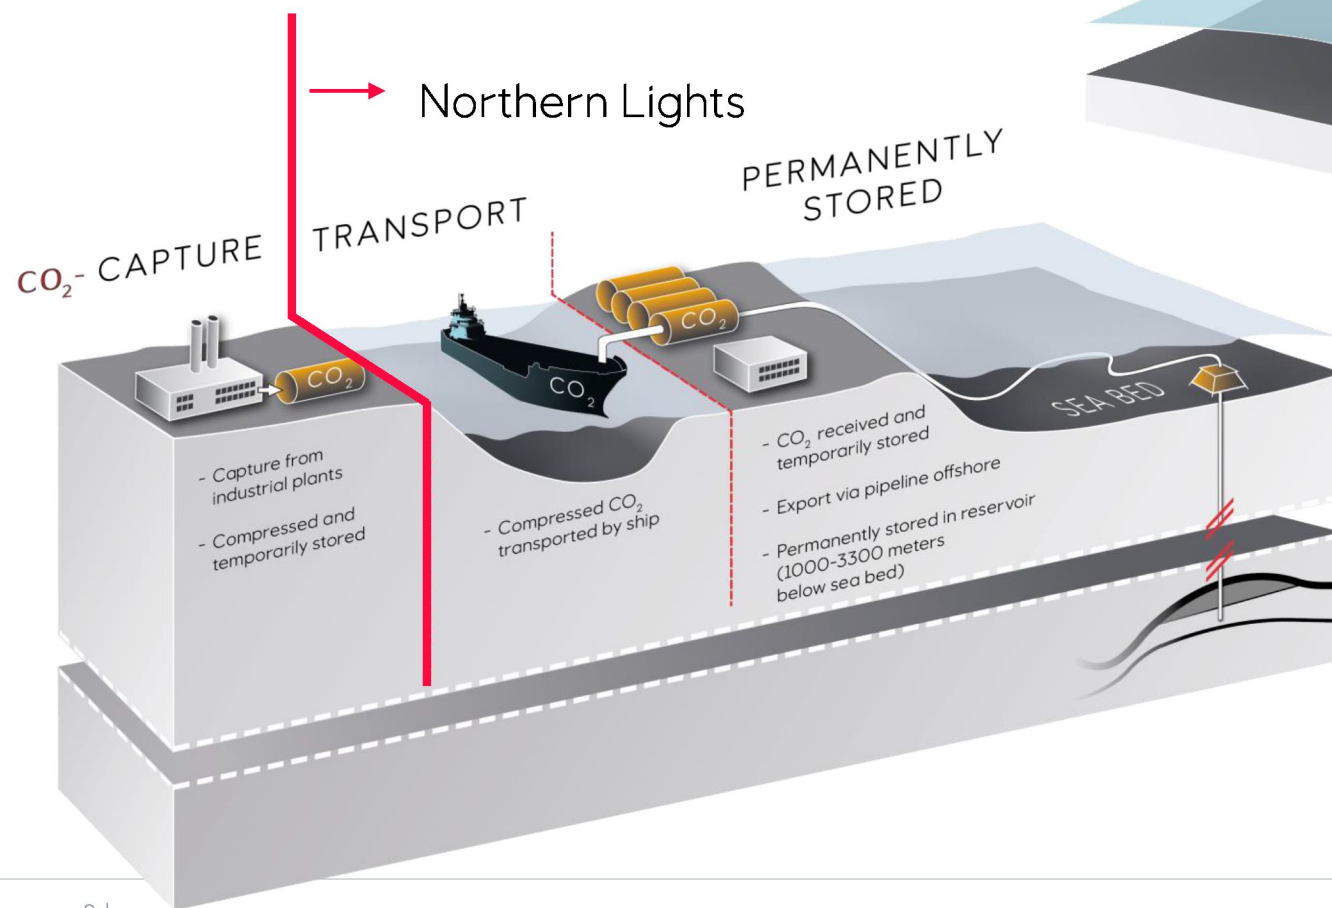 Northern Lights
PERMANENTLY
STORED
TRANSPORT
CO₂- CAPTURE
CO₂
CO₂
CO₂
SEA BED
- Capture from
industrial plants
- Compressed and
temporarily stored
- Compressed CO₂
transported by ship
- CO₂ received and
temporarily stored
- Export via pipeline offshore
- Permanently stored in reservoir
(1000-3300 meters
below sea bed)